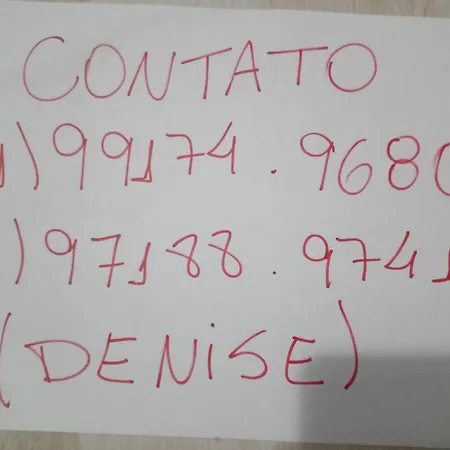 CONTATO
1) 99174.9680
) 97188.9741
(DENISE)